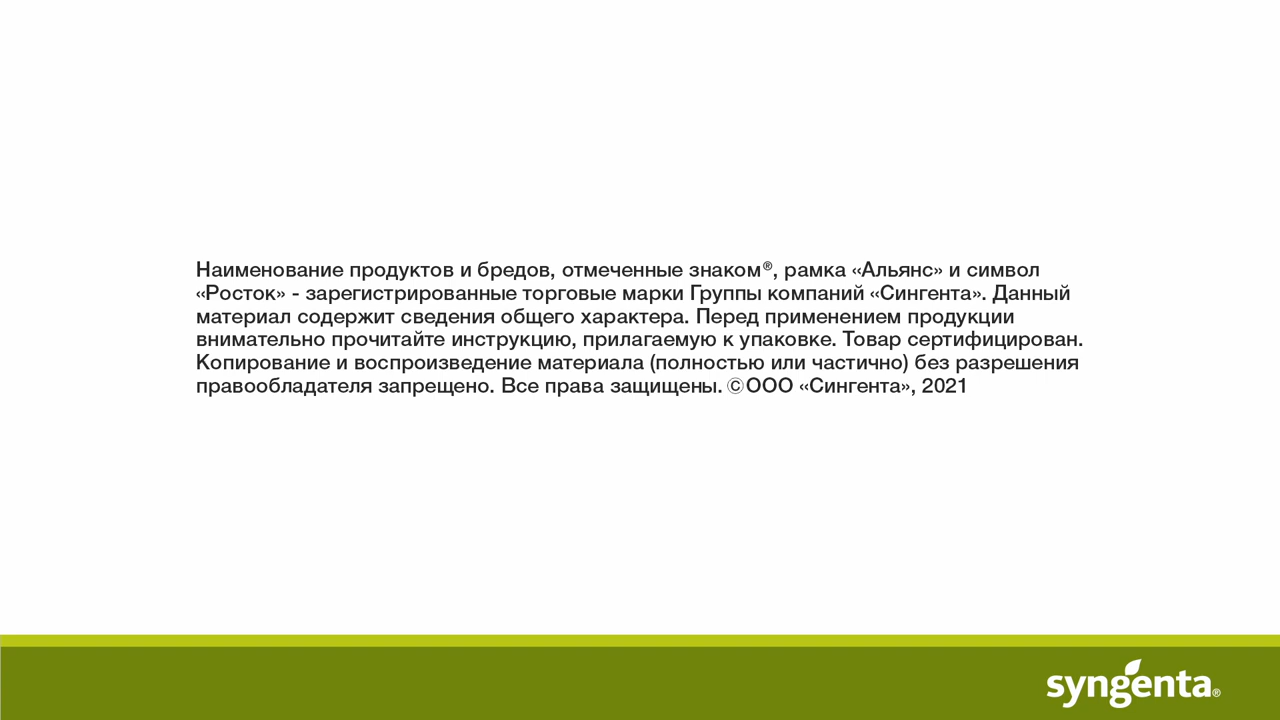 Наименование продуктов и бредов, отмеченные знаком®, рамка «Альянс» и символ
«Росток» - зарегистрированные торговые марки Группы компаний «Сингента». Данный
материал содержит сведения общего характера. Перед применением продукции
внимательно прочитайте инструкцию, прилагаемую к упаковке. Товар сертифицирован.
Копирование и воспроизведение материала (полностью или частично) без разрешения
правообладателя запрещено. Все права защищены. ©ООО «Сингента», 2021
syngenta®